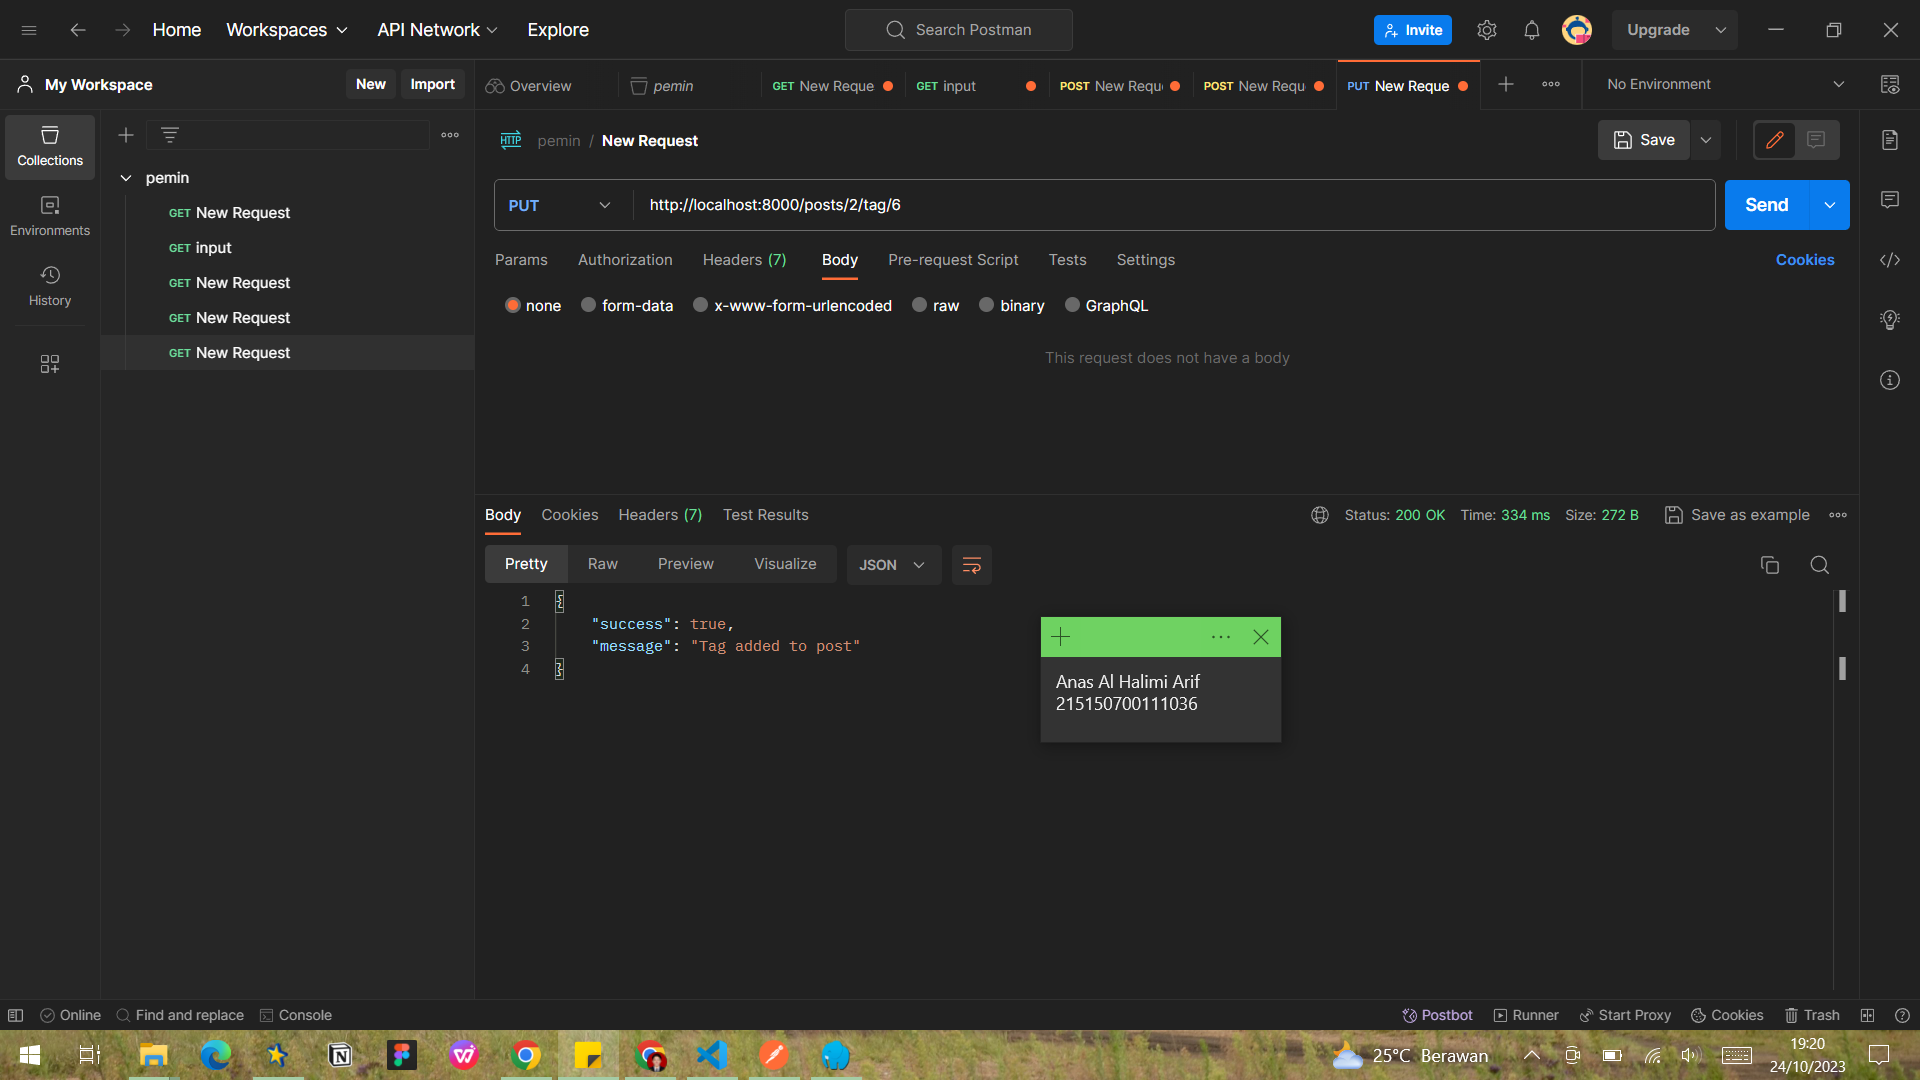 Home
Workspaces
API Network
Explore
Search Postman
Invite
Upgrade
My Workspace
New
Import
Overview
pemin
GET New Reque
GET input
POST New Requ
POST New Requ
PUT New Reque
No Environment
Collections
Environments
History
pemin
GET New Request
GET input
GET New Request
GET New Request
GET New Request
HTTP
pemin / New Request
Save
PUT
http://localhost:8000/posts/2/tag/6
Send
Params
Authorization
Headers (7)
Body
Pre-request Script
Tests
Settings
Cookies
none
form-data
x-www-form-urlencoded
raw
binary
GraphQL
This request does not have a body
Body
Cookies
Headers (7)
Test Results
Status: 200 OK
Time: 334 ms
Size: 272 B
Save as example
Pretty
Raw
Preview
Visualize
JSON
1 {
2 "success": true,
3 "message": "Tag added to post"
4 }
Anas Al Halimi Arif
215150700111036
Online
Find and replace
Console
Postbot
Runner
Start Proxy
Cookies
Trash
25°C Berawan
19:20
24/10/2023